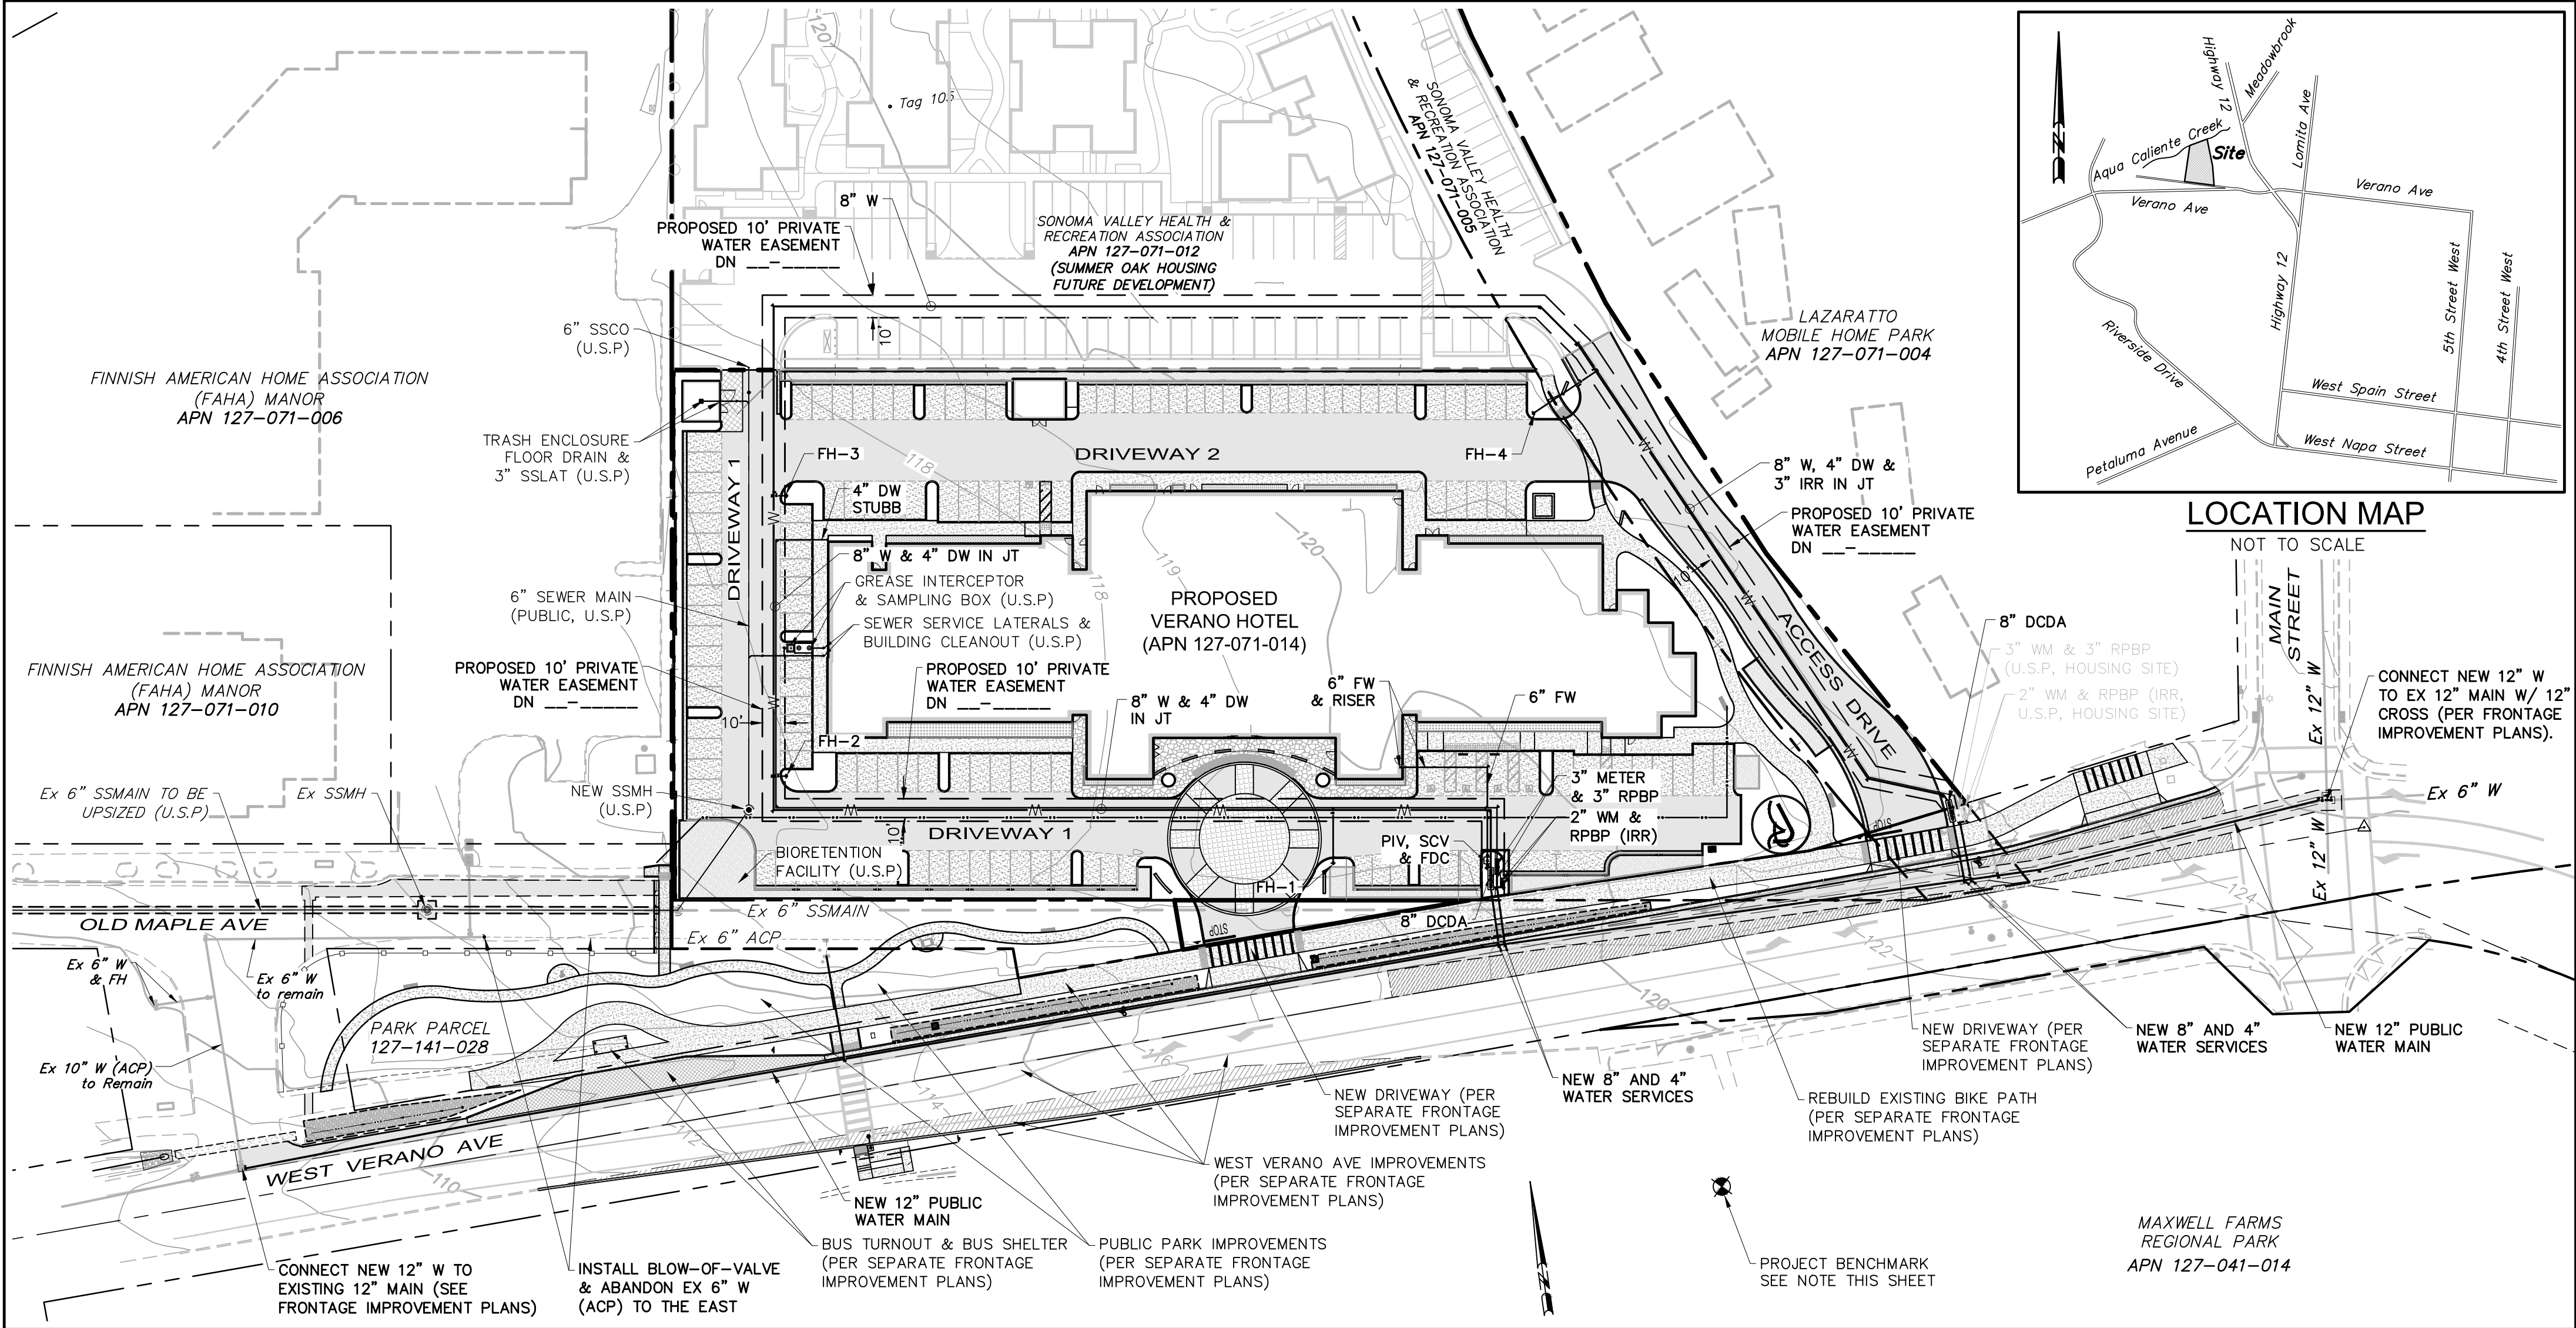 120
Tag 105
8" W
PROPOSED 10' PRIVATE
WATER EASEMENT
DN __-_____
SONOMA VALLEY HEALTH &
RECREATION ASSOCIATION
APN 127-071-012
(SUMMER OAK HOUSING
FUTURE DEVELOPMENT)
SONOMA VALLEY HEALTH
& RECREATION ASSOCIATION
APN 127-071-005
10'
6" SSCO
(U.S.P)
LAZARATTO
MOBILE HOME PARK
APN 127-071-004
FINNISH AMERICAN HOME ASSOCIATION
(FAHA) MANOR
APN 127-071-006
TRASH ENCLOSURE
FLOOR DRAIN &
3" SSLAT (U.S.P)
DRIVEWAY 1
FH-3
118
DRIVEWAY 2
FH-4
4" DW
STUBB
8" W, 4" DW &
3" IRR IN JT
PROPOSED 10' PRIVATE
WATER EASEMENT
DN __-_____
10'
W
W
W
W
W
8" W & 4" DW IN JT
GREASE INTERCEPTOR
& SAMPLING BOX (U.S.P)
SEWER SERVICE LATERALS &
BUILDING CLEANOUT (U.S.P)
6" SEWER MAIN
(PUBLIC, U.S.P)
119
118
120
PROPOSED
VERANO HOTEL
(APN 127-071-014)
ACCESS DRIVE
8" DCDA
3" WM & 3" RPBP
(U.S.P, HOUSING SITE)
2" WM & RPBP (IRR,
U.S.P, HOUSING SITE)
FINNISH AMERICAN HOME ASSOCIATION
(FAHA) MANOR
APN 127-071-010
PROPOSED 10' PRIVATE
WATER EASEMENT
DN __-_____
10'
PROPOSED 10' PRIVATE
WATER EASEMENT
DN __-_____
8" W & 4" DW
IN JT
6" FW
& RISER
6" FW
FH-2
3" METER
& 3" RPBP
2" WM &
RPBP (IRR)
Ex 6" SSMAIN TO BE
UPSIZED (U.S.P)
Ex SSMH
NEW SSMH
(U.S.P)
W
W
W
W
10'
DRIVEWAY 1
PIV, SCV
& FDC
BIORETENTION
FACILITY (U.S.P)
FH-1
8" DCDA
STOP
STOP
OLD MAPLE AVE
Ex 6" SSMAIN
Ex 6" ACP
Ex 6" W
& FH
Ex 6" W
to remain
PARK PARCEL
127-141-028
Ex 10" W (ACP)
to Remain
WEST VERANO AVE
110
112
114
116
120
122
124
MAIN
STREET
Ex 12" W
Ex 12" W
Ex 6" W
CONNECT NEW 12" W
TO EX 12" MAIN W/ 12"
CROSS (PER FRONTAGE
IMPROVEMENT PLANS).
NEW DRIVEWAY (PER
SEPARATE FRONTAGE
IMPROVEMENT PLANS)
NEW 8" AND 4"
WATER SERVICES
NEW 12" PUBLIC
WATER MAIN
NEW DRIVEWAY (PER
SEPARATE FRONTAGE
IMPROVEMENT PLANS)
NEW 8" AND 4"
WATER SERVICES
REBUILD EXISTING BIKE PATH
(PER SEPARATE FRONTAGE
IMPROVEMENT PLANS)
WEST VERANO AVE IMPROVEMENTS
(PER SEPARATE FRONTAGE
IMPROVEMENT PLANS)
NEW 12" PUBLIC
WATER MAIN
BUS TURNOUT & BUS SHELTER
(PER SEPARATE FRONTAGE
IMPROVEMENT PLANS)
PUBLIC PARK IMPROVEMENTS
(PER SEPARATE FRONTAGE
IMPROVEMENT PLANS)
CONNECT NEW 12" W TO
EXISTING 12" MAIN (SEE
FRONTAGE IMPROVEMENT PLANS)
INSTALL BLOW-OF-VALVE
& ABANDON EX 6" W
(ACP) TO THE EAST
PROJECT BENCHMARK
SEE NOTE THIS SHEET
MAXWELL FARMS
REGIONAL PARK
APN 127-041-014
N
N
Highway 12
Meadowbrook
Lomita Ave
Aqua Caliente Creek
Site
Verano Ave
Verano Ave
Highway 12
5th Street West
4th Street West
Riverside Drive
West Spain Street
West Napa Street
Petaluma Avenue
LOCATION MAP
NOT TO SCALE